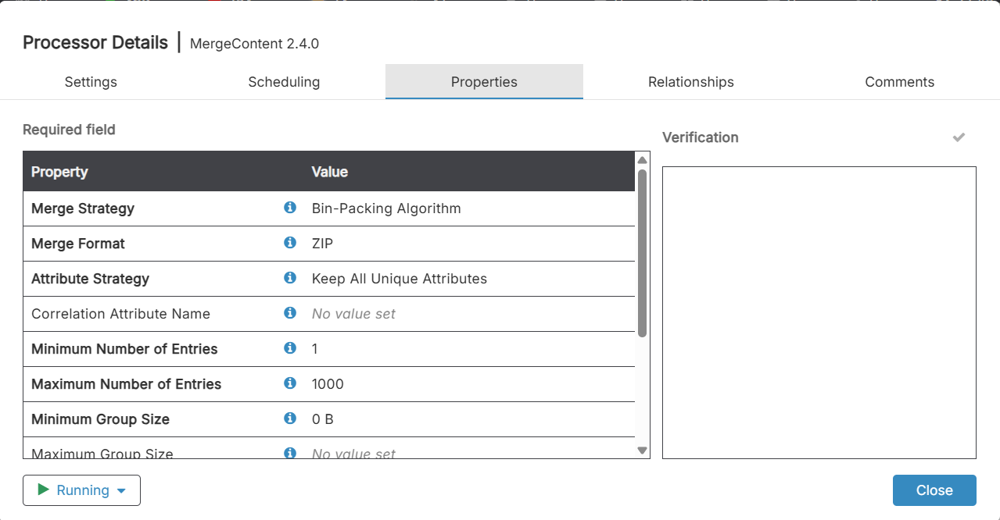 Processor Details | MergeContent 2.4.0
Settings Scheduling Properties Relationships Comments
Required field
Verification
Property Value
Merge Strategy Bin-Packing Algorithm
Merge Format ZIP
Attribute Strategy Keep All Unique Attributes
Correlation Attribute Name No value set
Minimum Number of Entries 1
Maximum Number of Entries 1000
Minimum Group Size 0 B
Maximum Group Size No value set
Running
Close